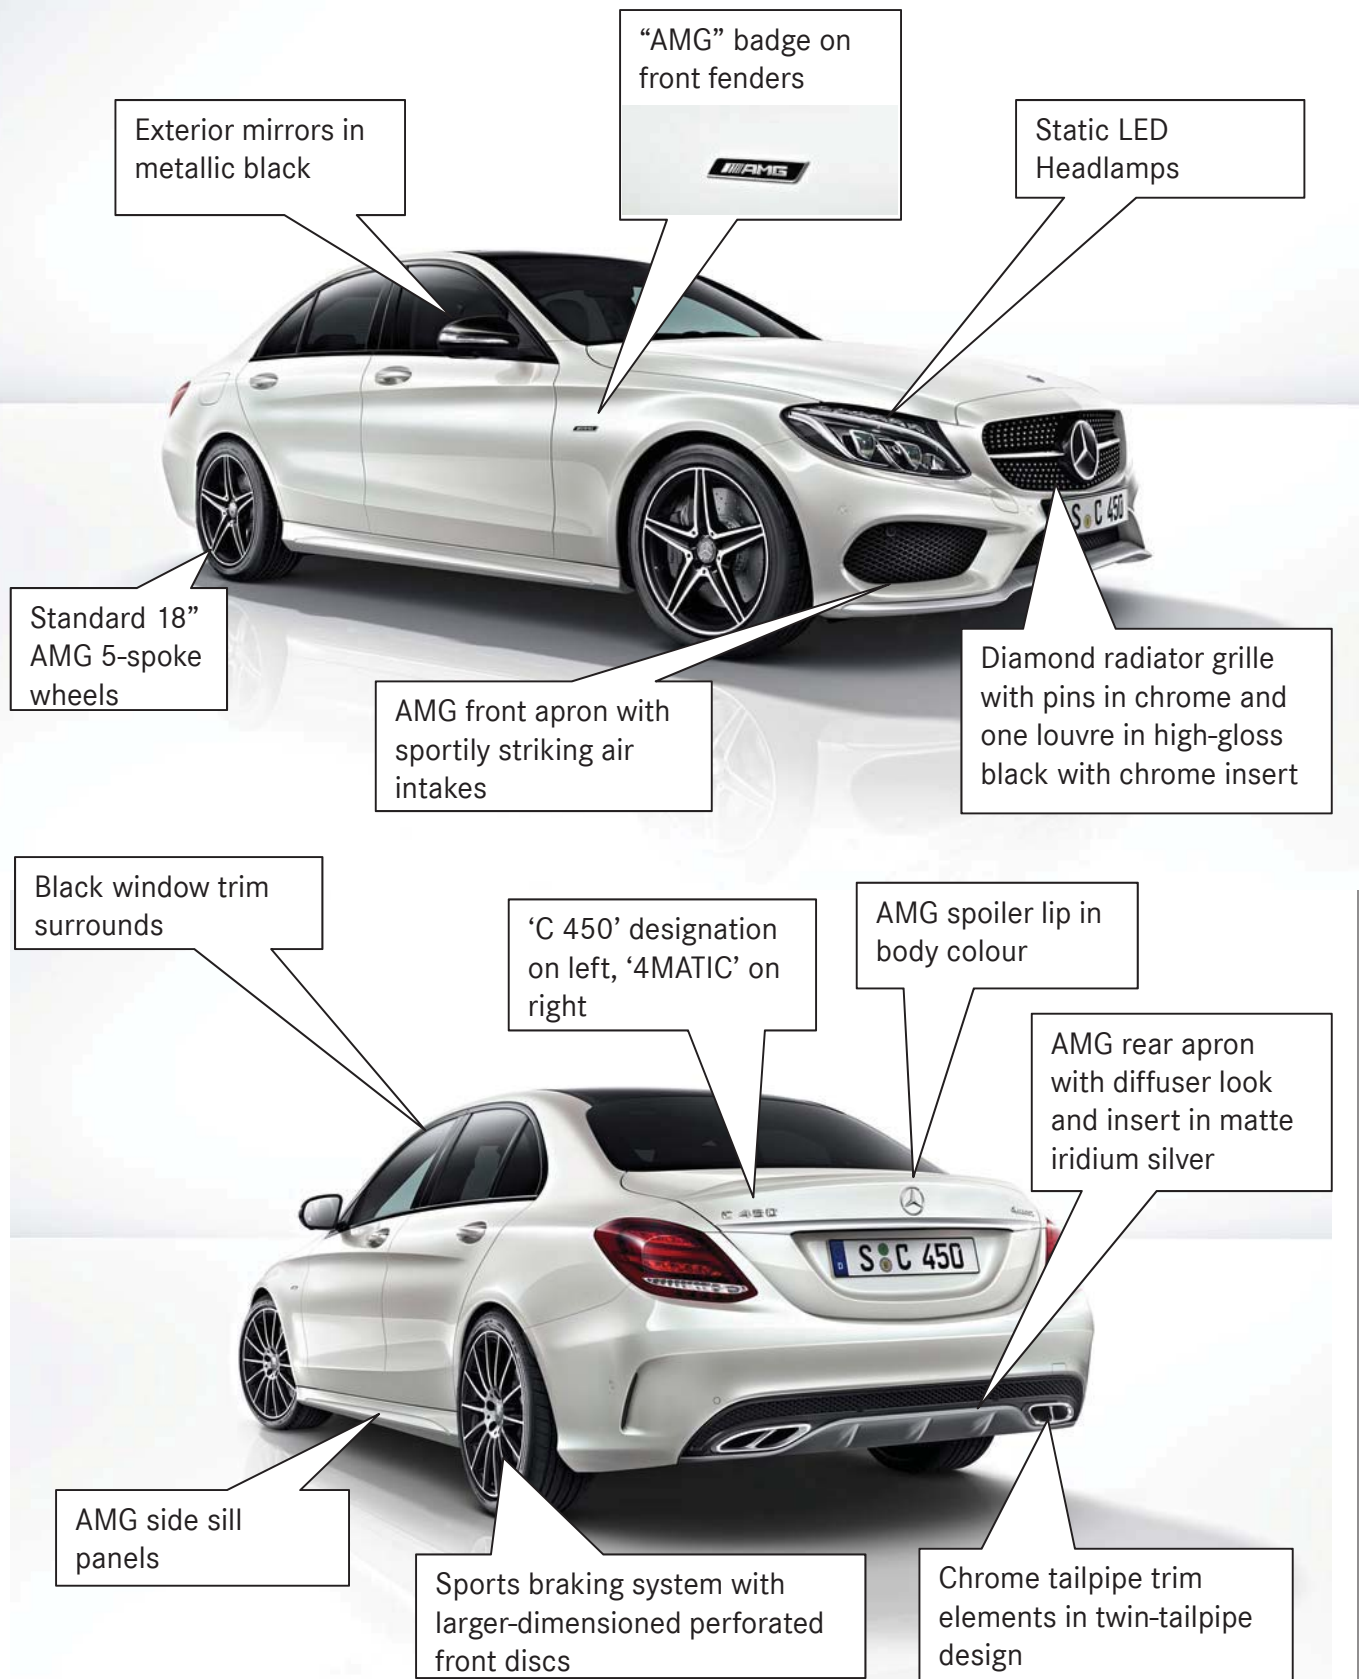 “AMG” badge on
front fenders
AMG
Exterior mirrors in
metallic black
Static LED
Headlamps
S C 450
Standard 18”
AMG 5-spoke
wheels
AMG front apron with
sportily striking air
intakes
Diamond radiator grille
with pins in chrome and
one louvre in high-gloss
black with chrome insert
Black window trim
surrounds
‘C 450’ designation
on left, ‘4MATIC’ on
right
AMG spoiler lip in
body colour
AMG rear apron
with diffuser look
and insert in matte
iridium silver
C 450
4MATIC
D S C 450
AMG side sill
panels
Sports braking system with
larger-dimensioned perforated
front discs
Chrome tailpipe trim
elements in twin-tailpipe
design